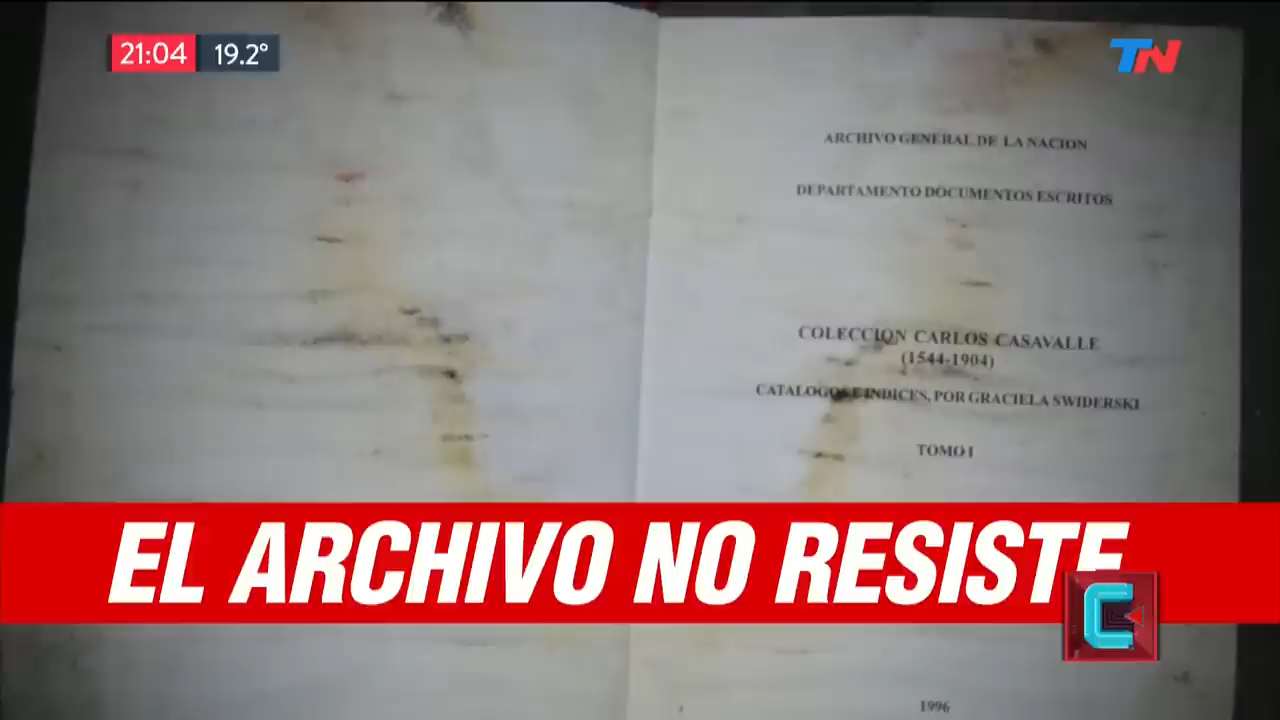 21:04 19.2°
TN
ARCHIVO GENERAL DE LA NACION
DEPARTAMENTO DOCUMENTOS ESCRITOS
COLECCION CARLOS CASAVALLE
(1544-1904)
CATALOGOS E INDICES, POR GRACIELA SWIDERSKI
TOMO I
EL ARCHIVO NO RESISTE
C
1996